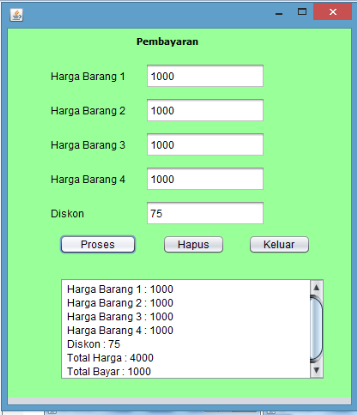 Pembayaran
Harga Barang 1 1000
Harga Barang 2 1000
Harga Barang 3 1000
Harga Barang 4 1000
Diskon 75
Proses Hapus Keluar
Harga Barang 1 : 1000
Harga Barang 2 : 1000
Harga Barang 3 : 1000
Harga Barang 4 : 1000
Diskon : 75
Total Harga : 4000
Total Bayar : 1000